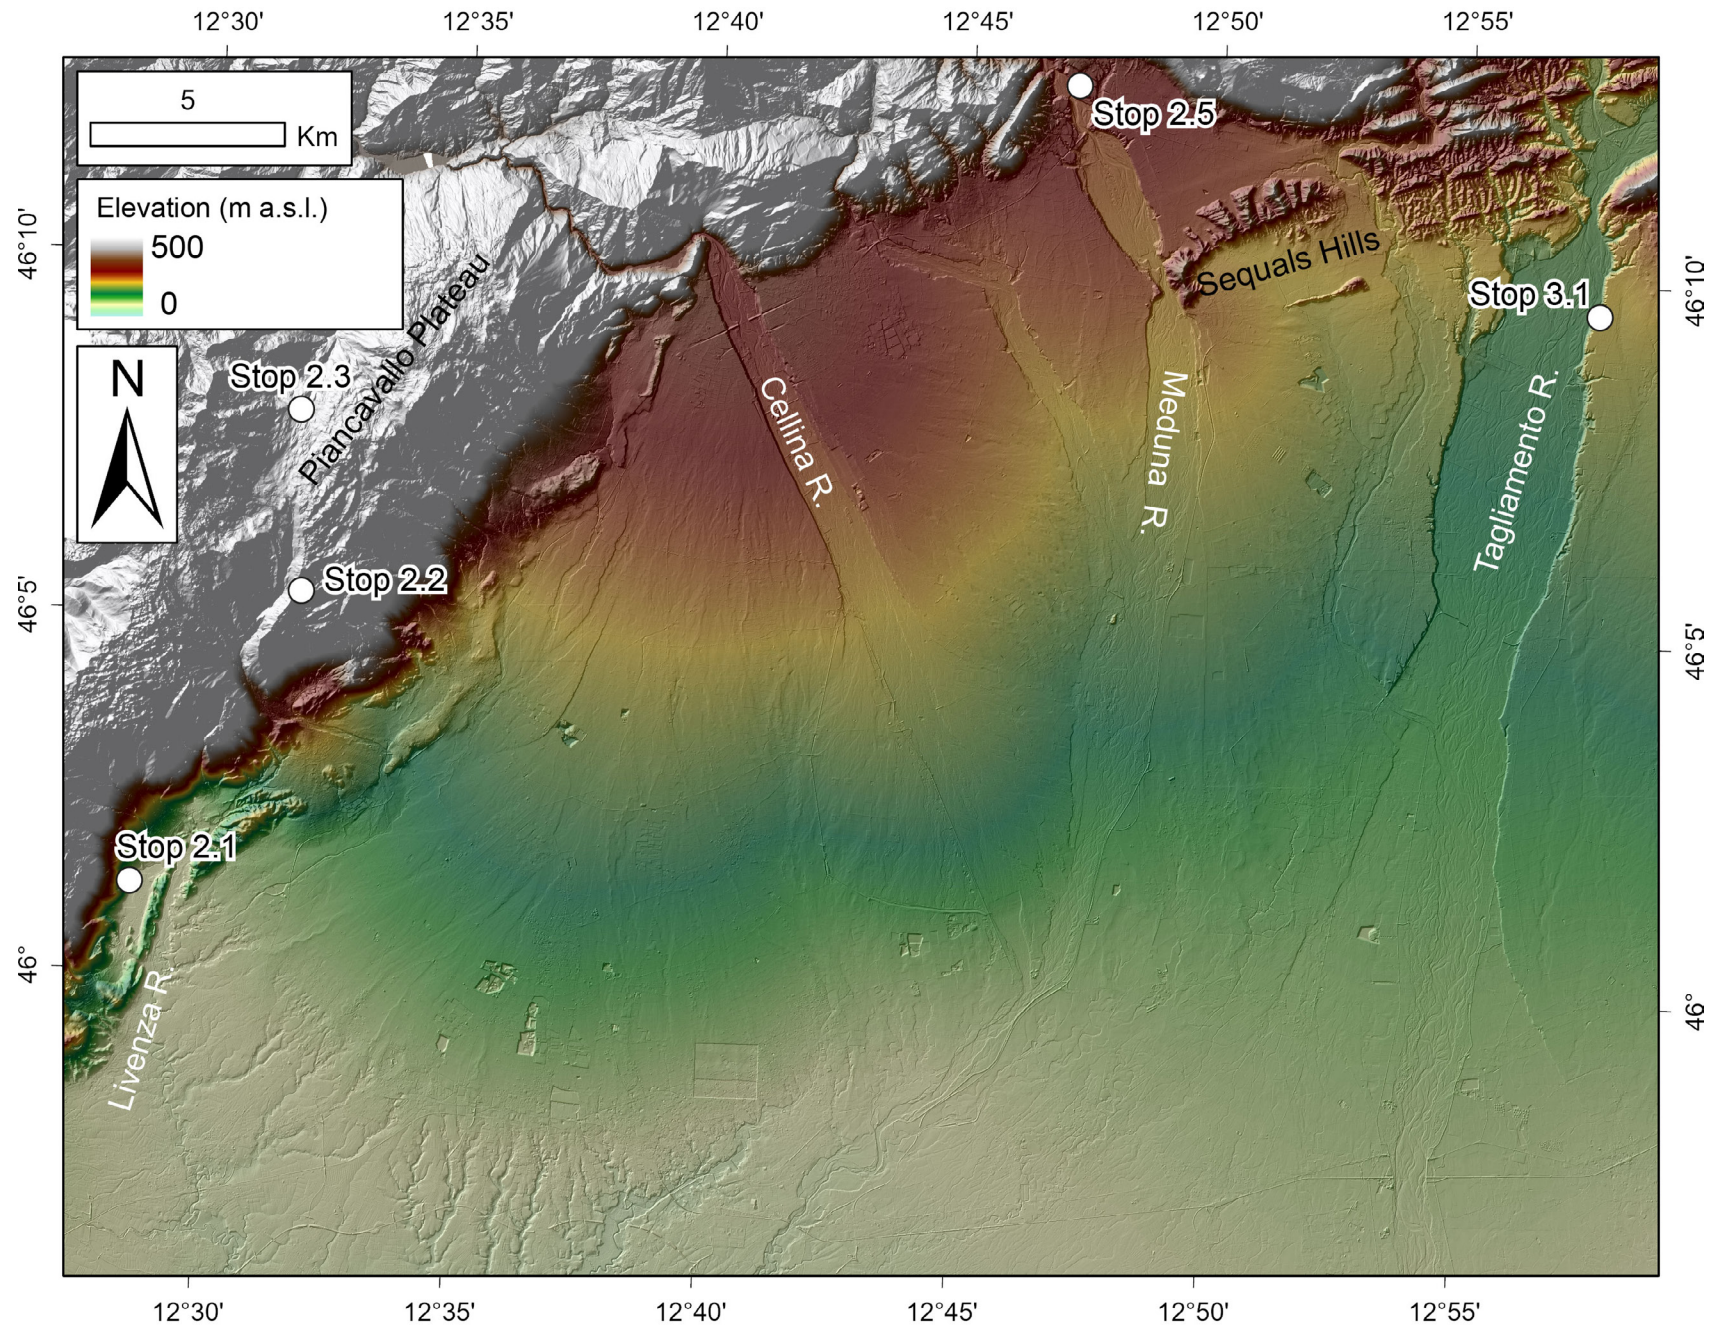 12°30' 12°35' 12°40' 12°45' 12°50' 12°55'
5
Km
Elevation (m a.s.l.)
500
0
N
46°10'
46°5'
46°
46°10'
46°5'
46°
Stop 2.5
Sequals Hills
Stop 3.1
Piancavallo Plateau
Stop 2.3
Cellina R.
Meduna R.
Tagliamento R.
Stop 2.2
Stop 2.1
Livenza R.
12°30' 12°35' 12°40' 12°45' 12°50' 12°55'